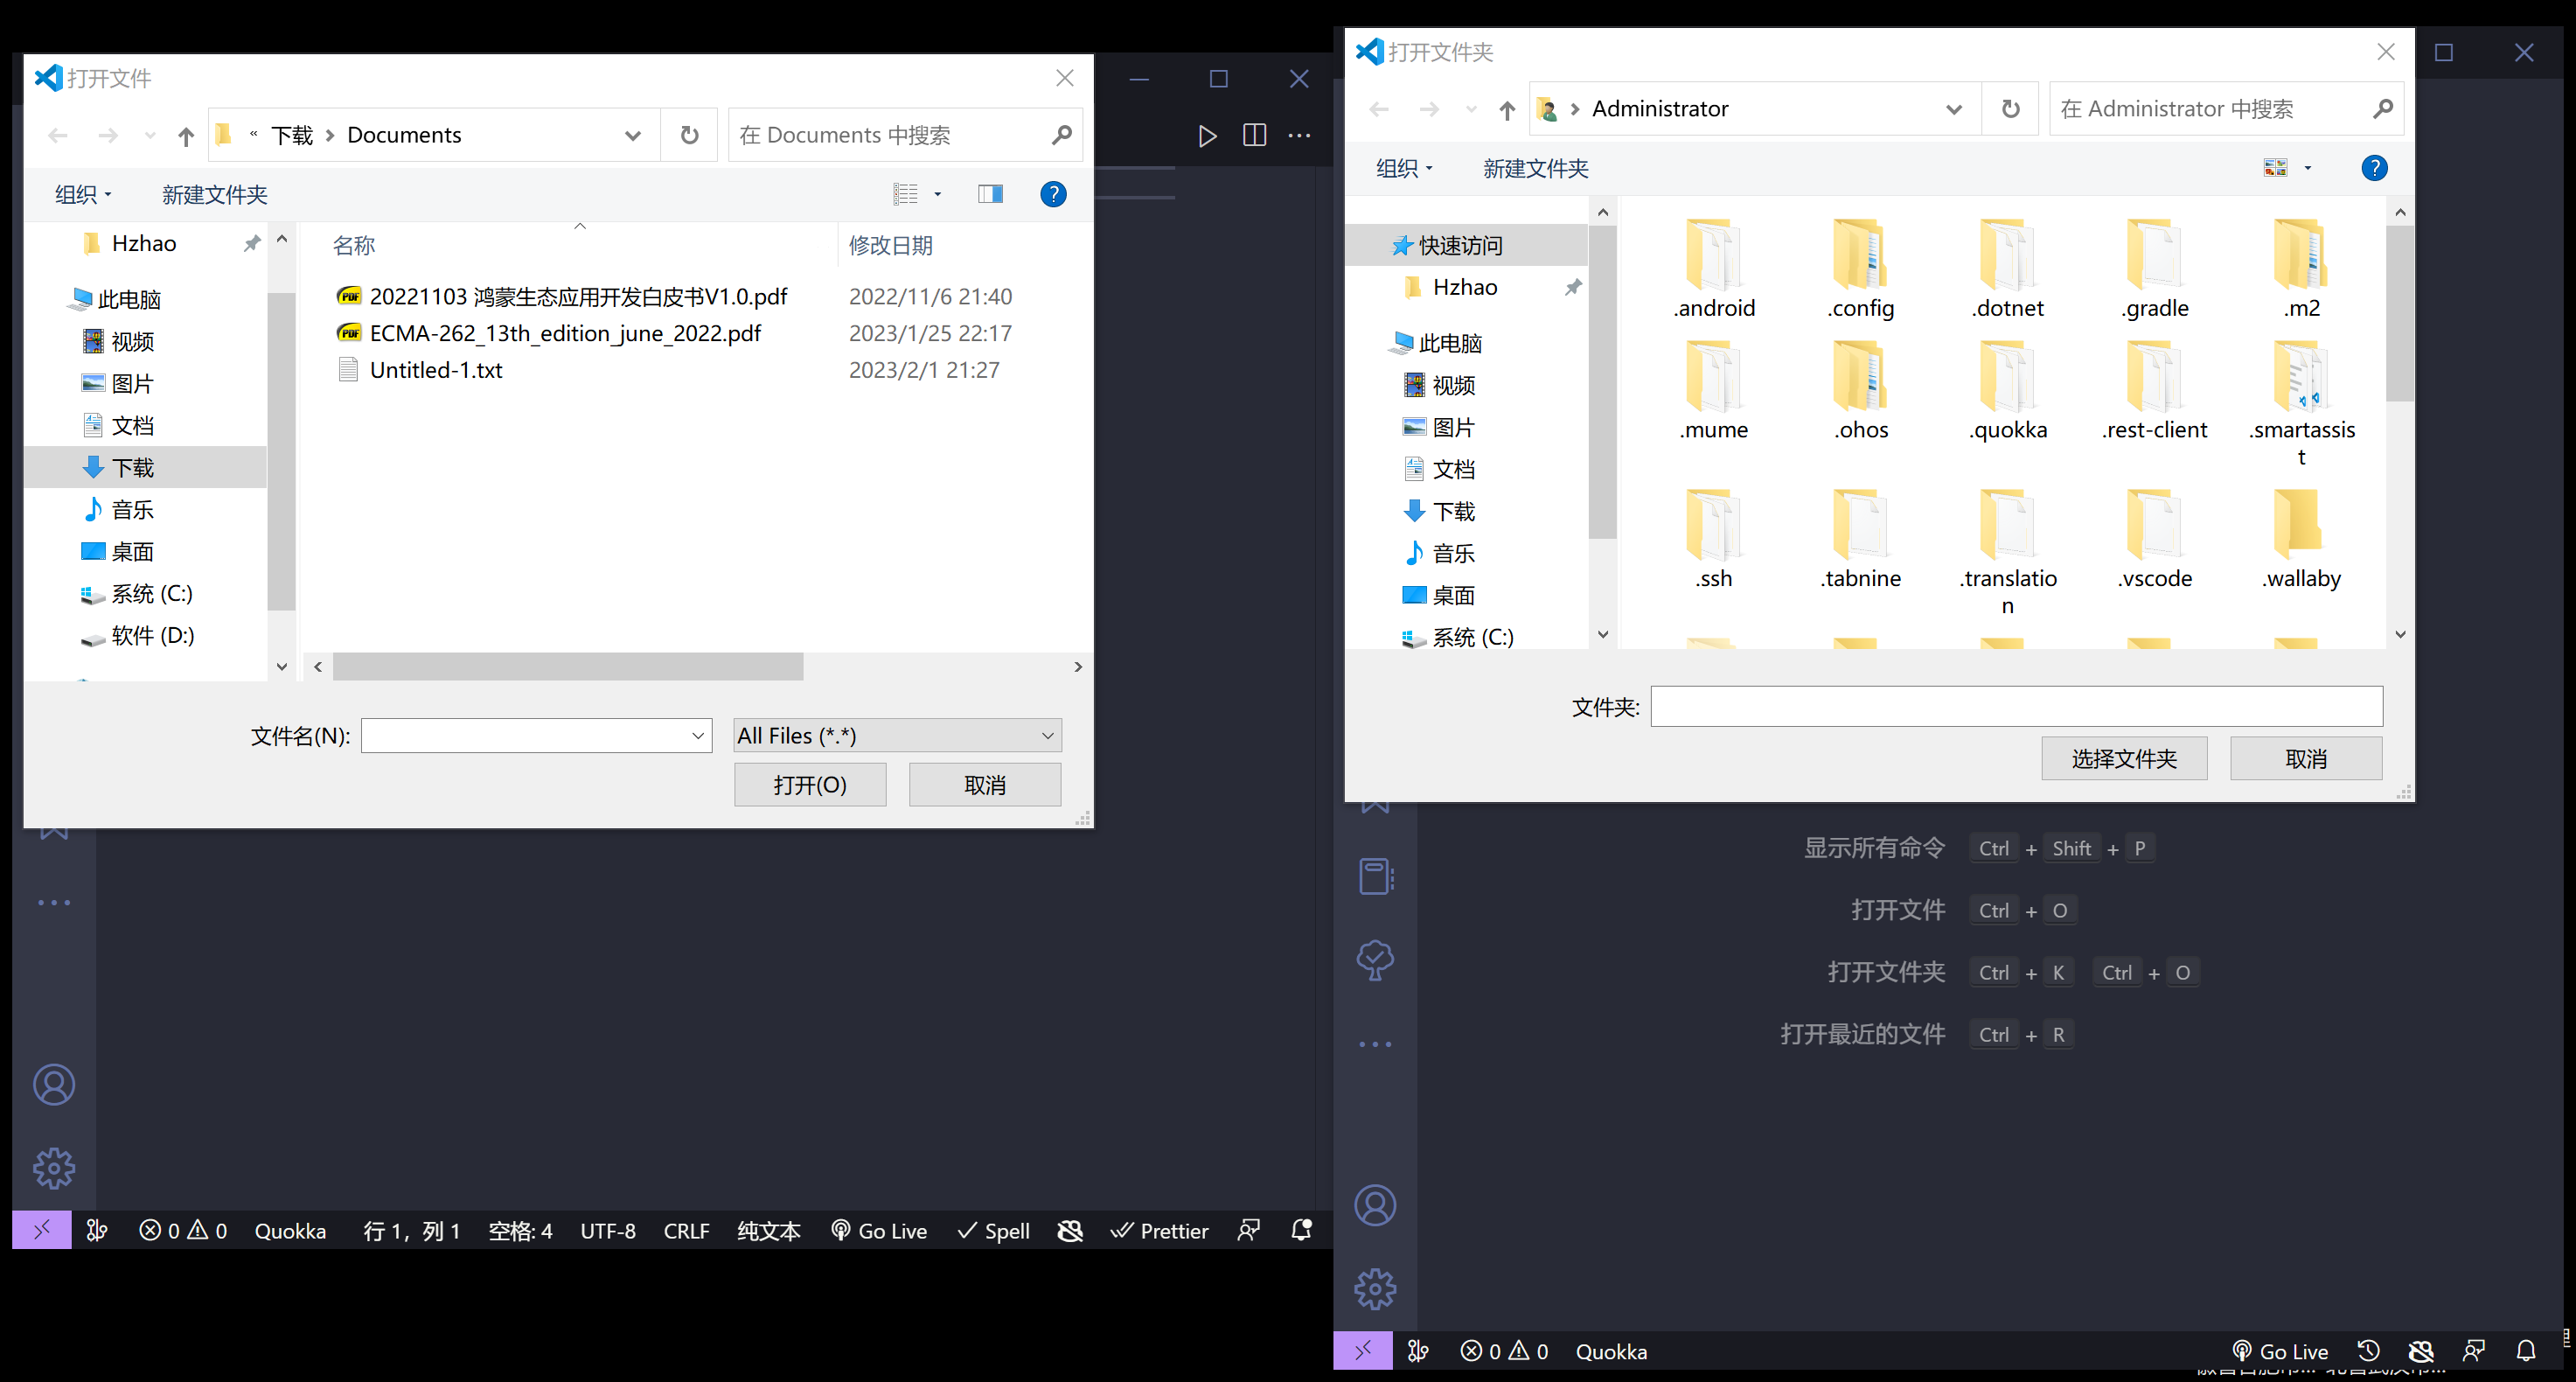 打开文件
« 下载 › Documents
在 Documents 中搜索
组织
新建文件夹
Hzhao
此电脑
视频
图片
文档
下载
音乐
桌面
系统 (C:)
软件 (D:)
名称
修改日期
20221103 鸿蒙生态应用开发白皮书V1.0.pdf
2022/11/6 21:40
ECMA-262_13th_edition_june_2022.pdf
2023/1/25 22:17
Untitled-1.txt
2023/2/1 21:27
文件名(N):
All Files (*.*)
打开(O)
取消
0 0 Quokka 行 1，列 1 空格: 4 UTF-8 CRLF 纯文本 Go Live Spell Prettier
打开文件夹
› Administrator
在 Administrator 中搜索
组织
新建文件夹
快速访问
Hzhao
此电脑
视频
图片
文档
下载
音乐
桌面
系统 (C:)
.android .config .dotnet .gradle .m2
.mume .ohos .quokka .rest-client .smartassis
t
.ssh .tabnine .translatio .vscode .wallaby
n
文件夹:
选择文件夹
取消
显示所有命令 Ctrl + Shift + P
打开文件 Ctrl + O
打开文件夹 Ctrl + K Ctrl + O
打开最近的文件 Ctrl + R
0 0 Quokka Go Live